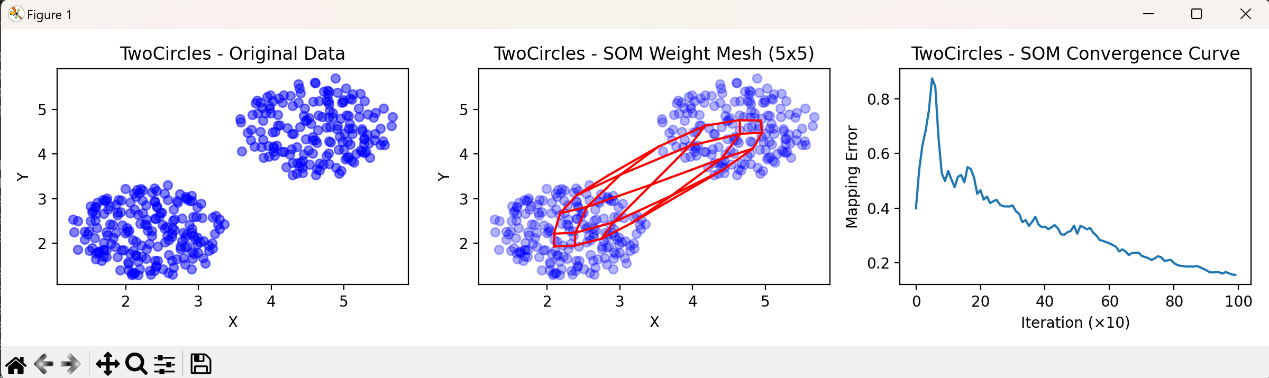 Figure 1
TwoCircles - Original Data
5
4
3
2
Y
2 3 4 5
X
TwoCircles - SOM Weight Mesh (5x5)
5
4
3
2
Y
2 3 4 5
X
TwoCircles - SOM Convergence Curve
0.8
0.6
0.4
0.2
Mapping Error
0 20 40 60 80 100
Iteration (×10)